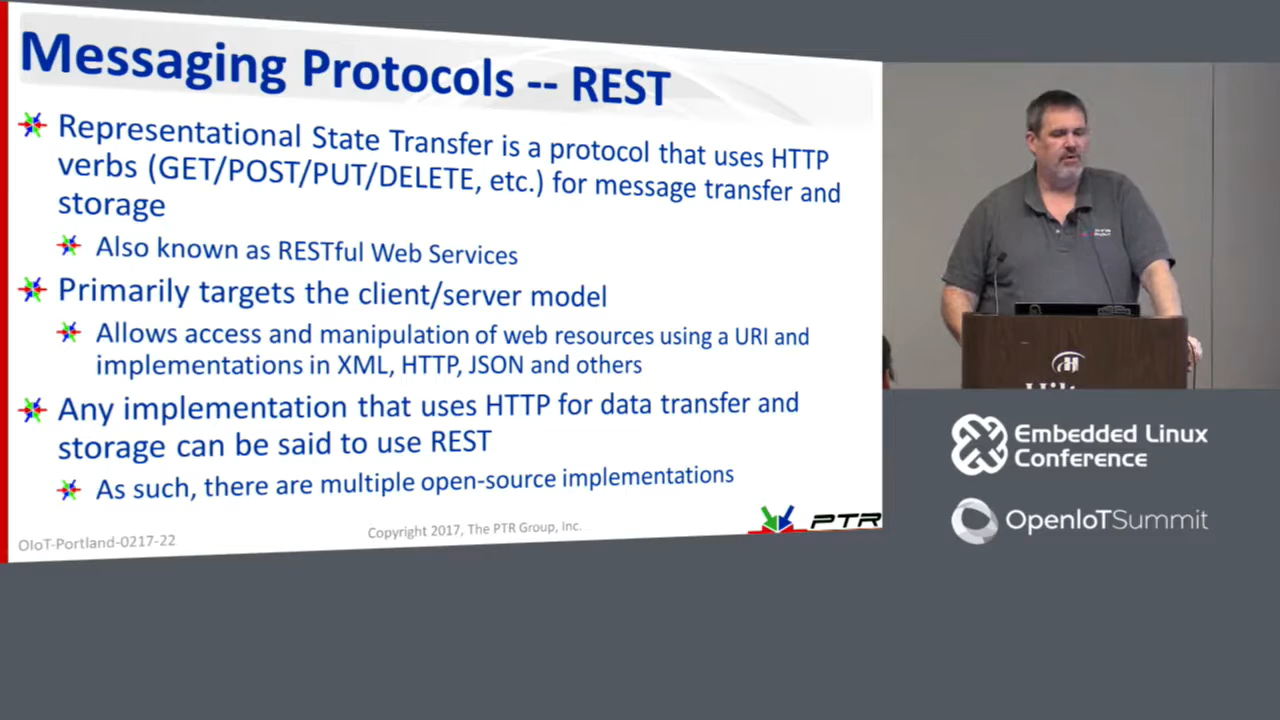 Messaging Protocols -- REST
Representational State Transfer is a protocol that uses HTTP
verbs (GET/POST/PUT/DELETE, etc.) for message transfer and
storage
Also known as RESTful Web Services
Primarily targets the client/server model
Allows access and manipulation of web resources using a URI and
implementations in XML, HTTP, JSON and others
Any implementation that uses HTTP for data transfer and
storage can be said to use REST
As such, there are multiple open-source implementations
OIoT-Portland-0217-22
Copyright 2017, The PTR Group, Inc.
PTR
H
Embedded Linux
Conference
OpenIoTSummit